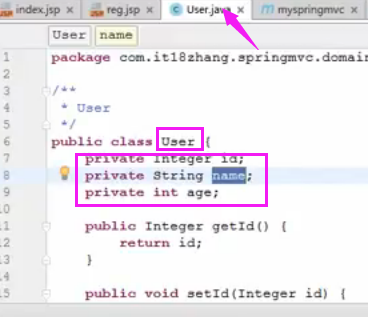 index.jsp reg.jsp User.java myspringmvc
User name
1 package com.it18zhang.springmvc.domain
2
3 /**
4 * User
5 */
6 public class User {
7 private Integer id;
8 private String name;
9 private int age;
10
11 public Integer getId() {
12 return id;
13 }
14
15 public void setId(Integer id) {